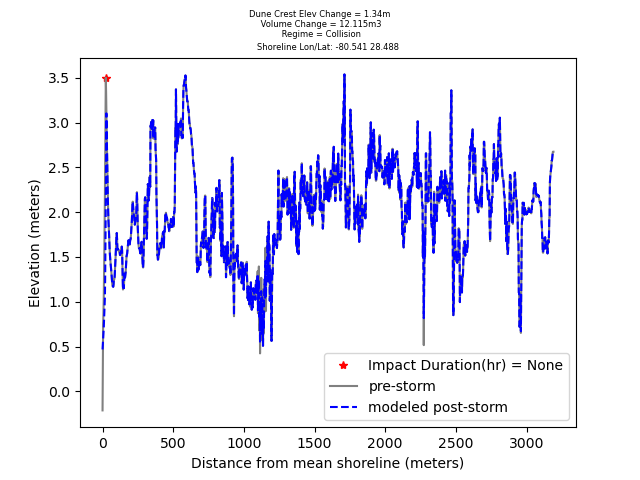 Dune Crest Elev Change = 1.34m
Volume Change = 12.115m3
Regime = Collision
Shoreline Lon/Lat: -80.541 28.488
3.5
3.0
2.5
2.0
1.5
1.0
0.5
0.0
Elevation (meters)
Impact Duration(hr) = None
pre-storm
modeled post-storm
0 500 1000 1500 2000 2500 3000
Distance from mean shoreline (meters)